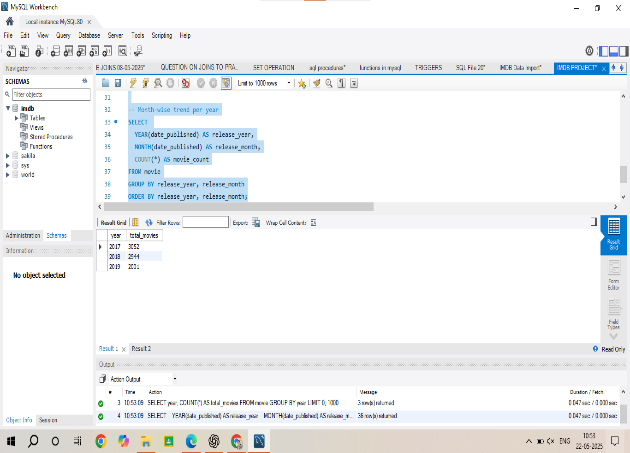 MySQL Workbench
Local instance MySQL80 ×
File Edit View Query Database Server Tools Scripting Help
Navigator
E JOINS 08-05-2025* QUESTION ON JOINS TO PRA... SET OPERATION sql procedures* functions in mysql TRIGGERS SQL File 20* IMDB Data import* IMDB PROJECT* ×
SCHEMAS
Filter objects
imdb
Tables
Views
Stored Procedures
Functions
sakila
sys
world
Administration Schemas
Information
No object selected
Object Info Session
Limit to 1000 rows
31
32 -- Month-wise trend per year
33 SELECT
34 YEAR(date_published) AS release_year,
35 MONTH(date_published) AS release_month,
36 COUNT(*) AS movie_count
37 FROM movie
38 GROUP BY release_year, release_month
39 ORDER BY release_year, release_month;
Result Grid Filter Rows: Export: Wrap Cell Content:
year total_movies
2017 3052
2018 2944
2019 2001
Result Grid
Form Editor
Field Types
Result 1 × Result 2
Read Only
Output
Action Output
# Time Action Message Duration / Fetch
3 10:53:09 SELECT year, COUNT(*) AS total_movies FROM movie GROUP BY year LIMIT 0, 1000 3 row(s) returned 0.047 sec / 0.000 sec
4 10:53:09 SELECT YEAR(date_published) AS release_year, MONTH(date_published) AS release_m... 36 row(s) returned 0.047 sec / 0.000 sec
ENG
10:53
22-05-2025